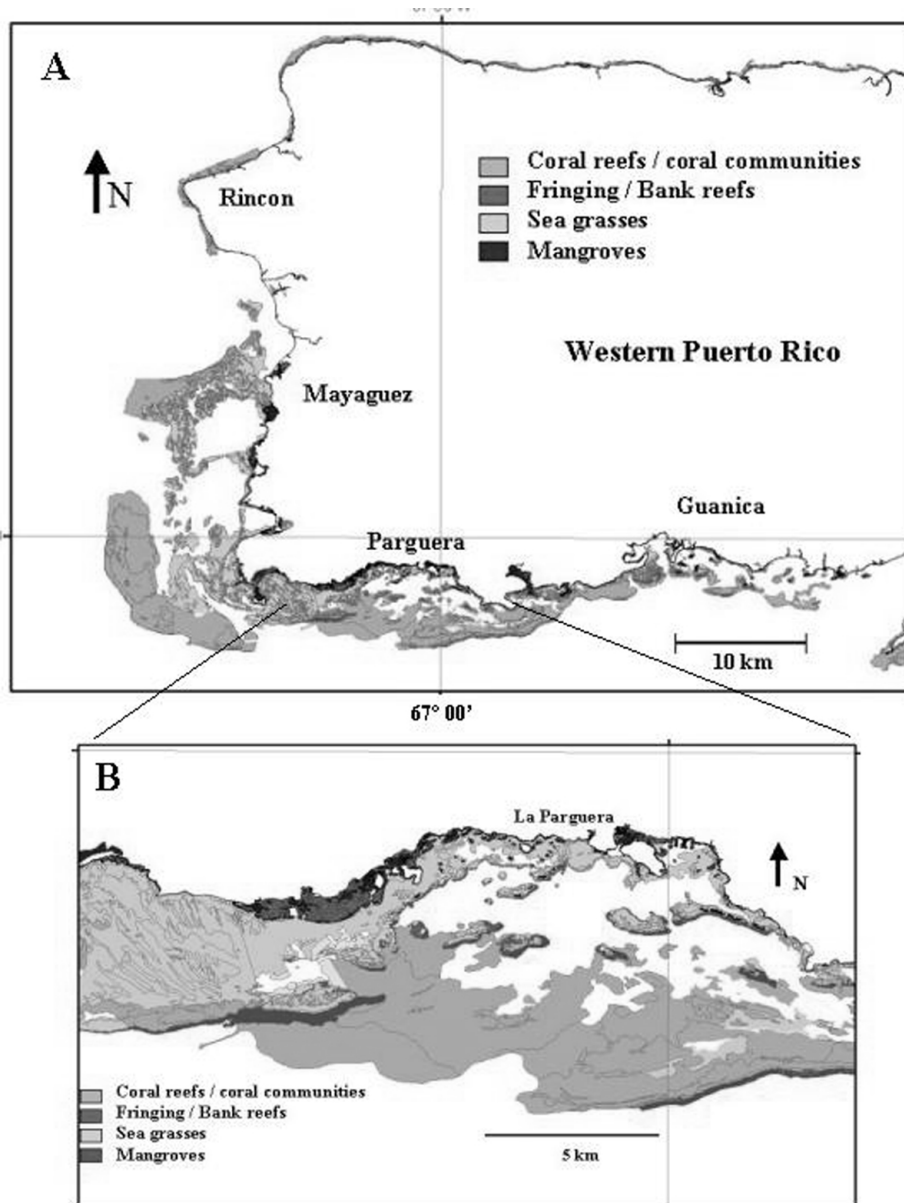 A
N
Rincon
Coral reefs / coral communities
Fringing / Bank reefs
Sea grasses
Mangroves
Western Puerto Rico
Mayaguez
Guanica
Parguera
10 km
67° 00’
B
La Parguera
N
Coral reefs / coral communities
Fringing / Bank reefs
Sea grasses
Mangroves
5 km